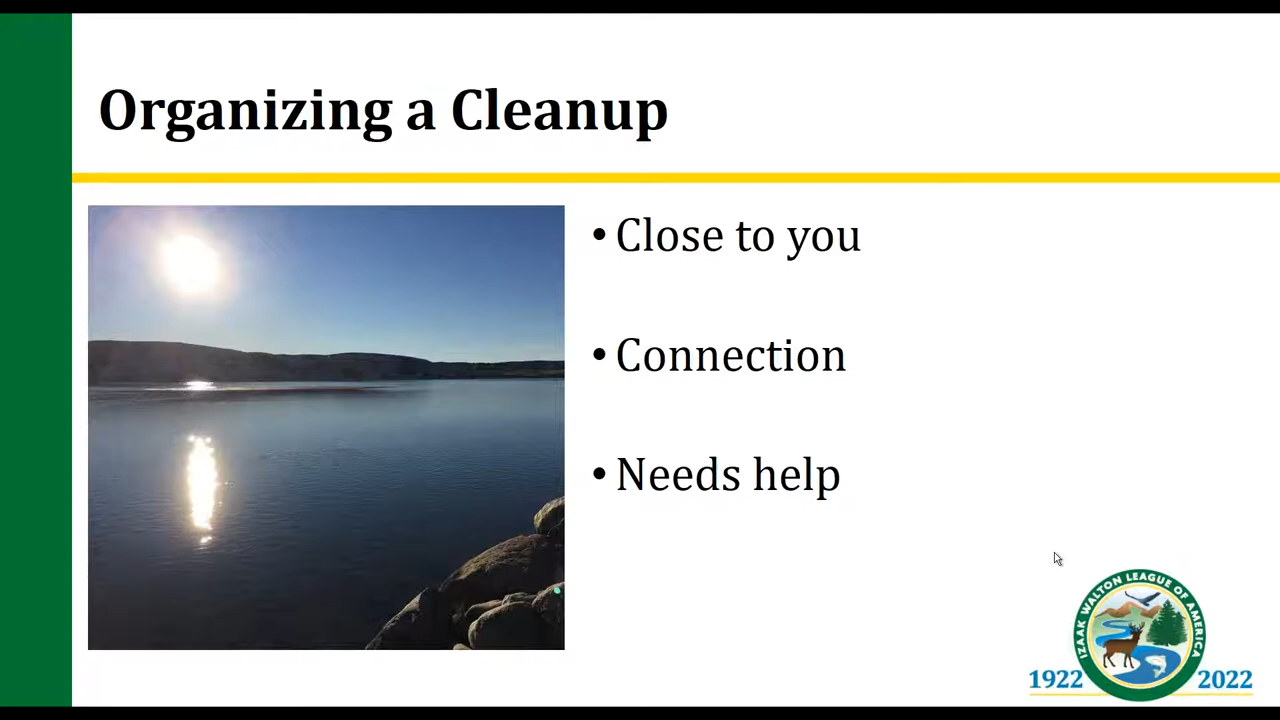 Organizing a Cleanup
• Close to you
• Connection
• Needs help
IZAAK WALTON LEAGUE OF AMERICA
1922 2022